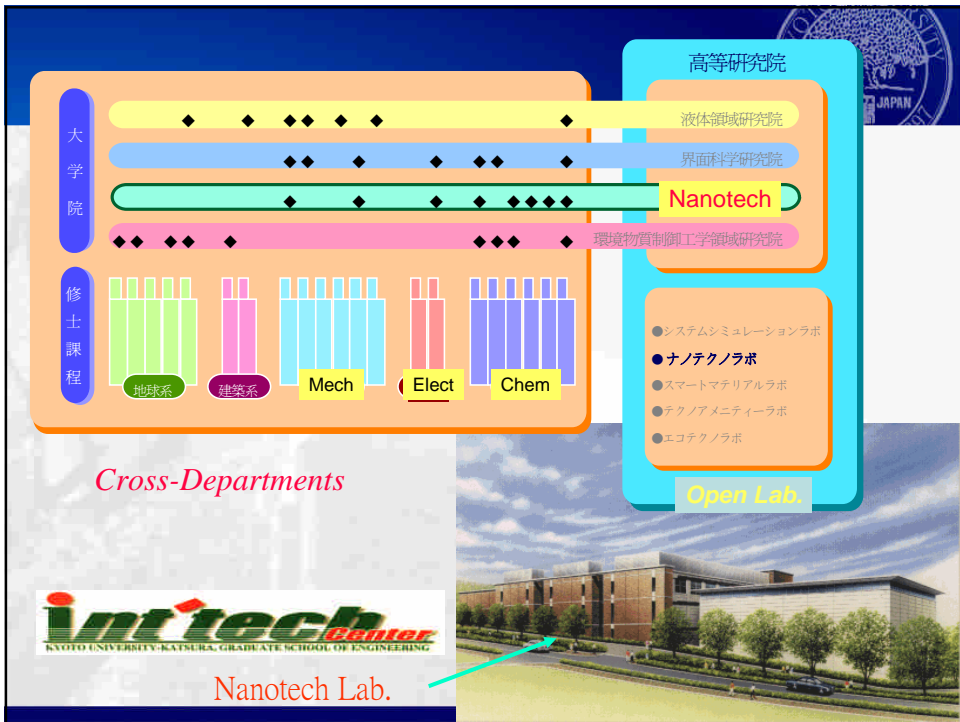 高等研究院
JAPAN
大学院
液体領域研究院
界面科学研究院
Nanotech
環境物質制御工学領域研究院
修士課程
地球系
建築系
Mech
Elect
Chem
●システムシミュレーションラボ
●ナノテクノラボ
●スマートマテリアルラボ
●テクノアメニティーラボ
●エコテクノラボ
Open Lab.
Cross-Departments
int'tech Center
KYOTO UNIVERSITY-KATSURA, GRADUATE SCHOOL OF ENGINEERING
Nanotech Lab.